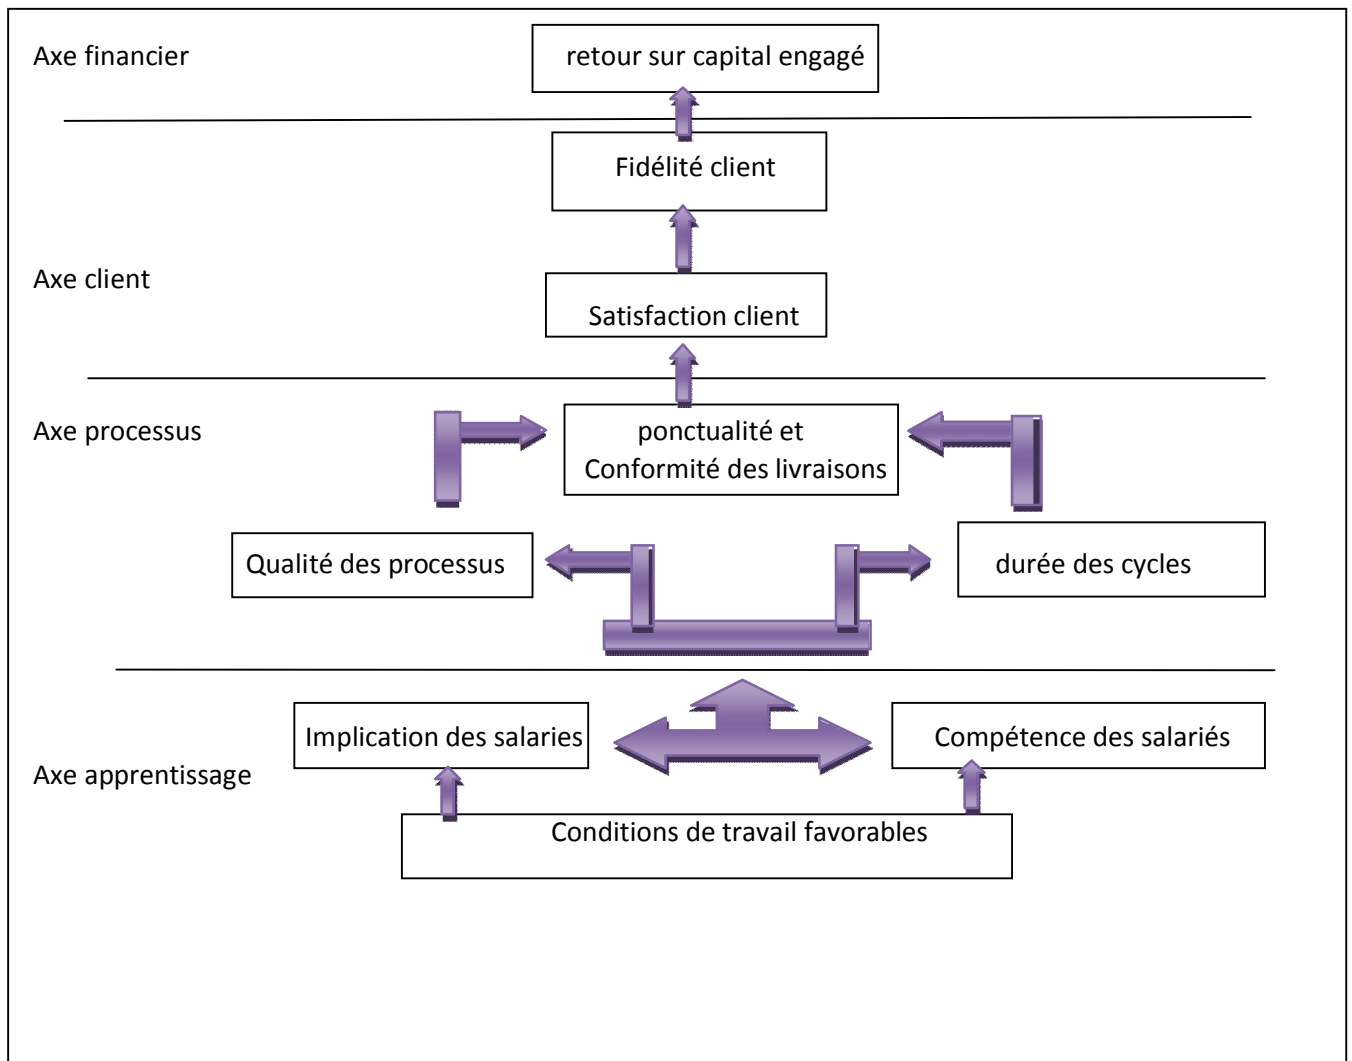 Axe financier
retour sur capital engagé
Fidélité client
Axe client
Satisfaction client
Axe processus
ponctualité et
Conformité des livraisons
Qualité des processus
durée des cycles
Implication des salaries
Compétence des salariés
Axe apprentissage
Conditions de travail favorables